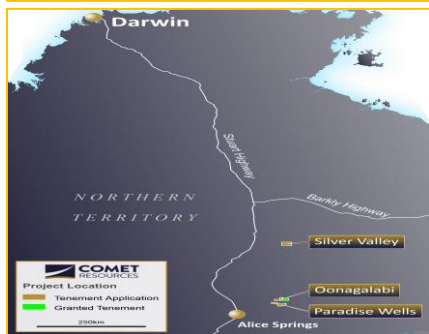 Darwin
Stuart Highway
Barkly Highway
NORTHERN
TERRITORY
Silver Valley
Oonagalabi
Paradise Wells
Alice Springs
COMET
RESOURCES
Project Location
Tenement Application
Granted Tenement
250km